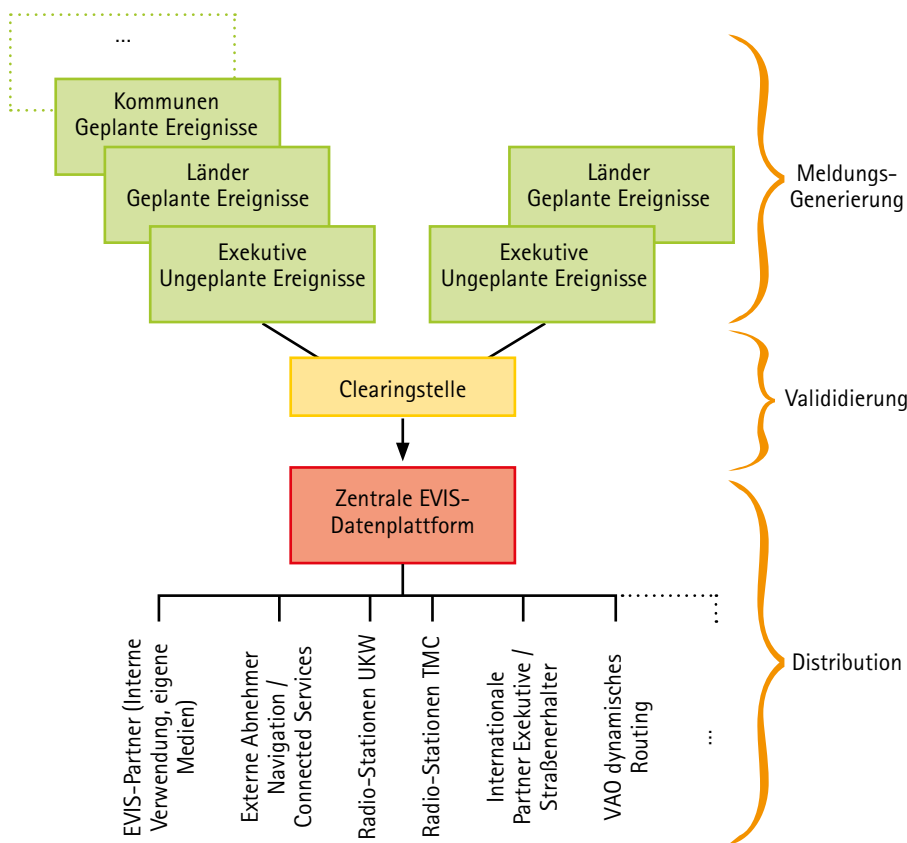 ...
Kommunen
Geplante Ereignisse
Länder
Geplante Ereignisse
Exekutive
Ungeplante Ereignisse
Länder
Geplante Ereignisse
Exekutive
Ungeplante Ereignisse
Meldungs-
Generierung
Clearingstelle
Valididierung
Zentrale EVIS-
Datenplattform
Distribution
EVIS-Partner (Interne
Verwendung, eigene
Medien)
Externe Abnehmer
Navigation /
Connected Services
Radio-Stationen UKW
Radio-Stationen TMC
Internationale
Partner Exekutive /
Straßenerhalter
VAO dynamisches
Routing
...